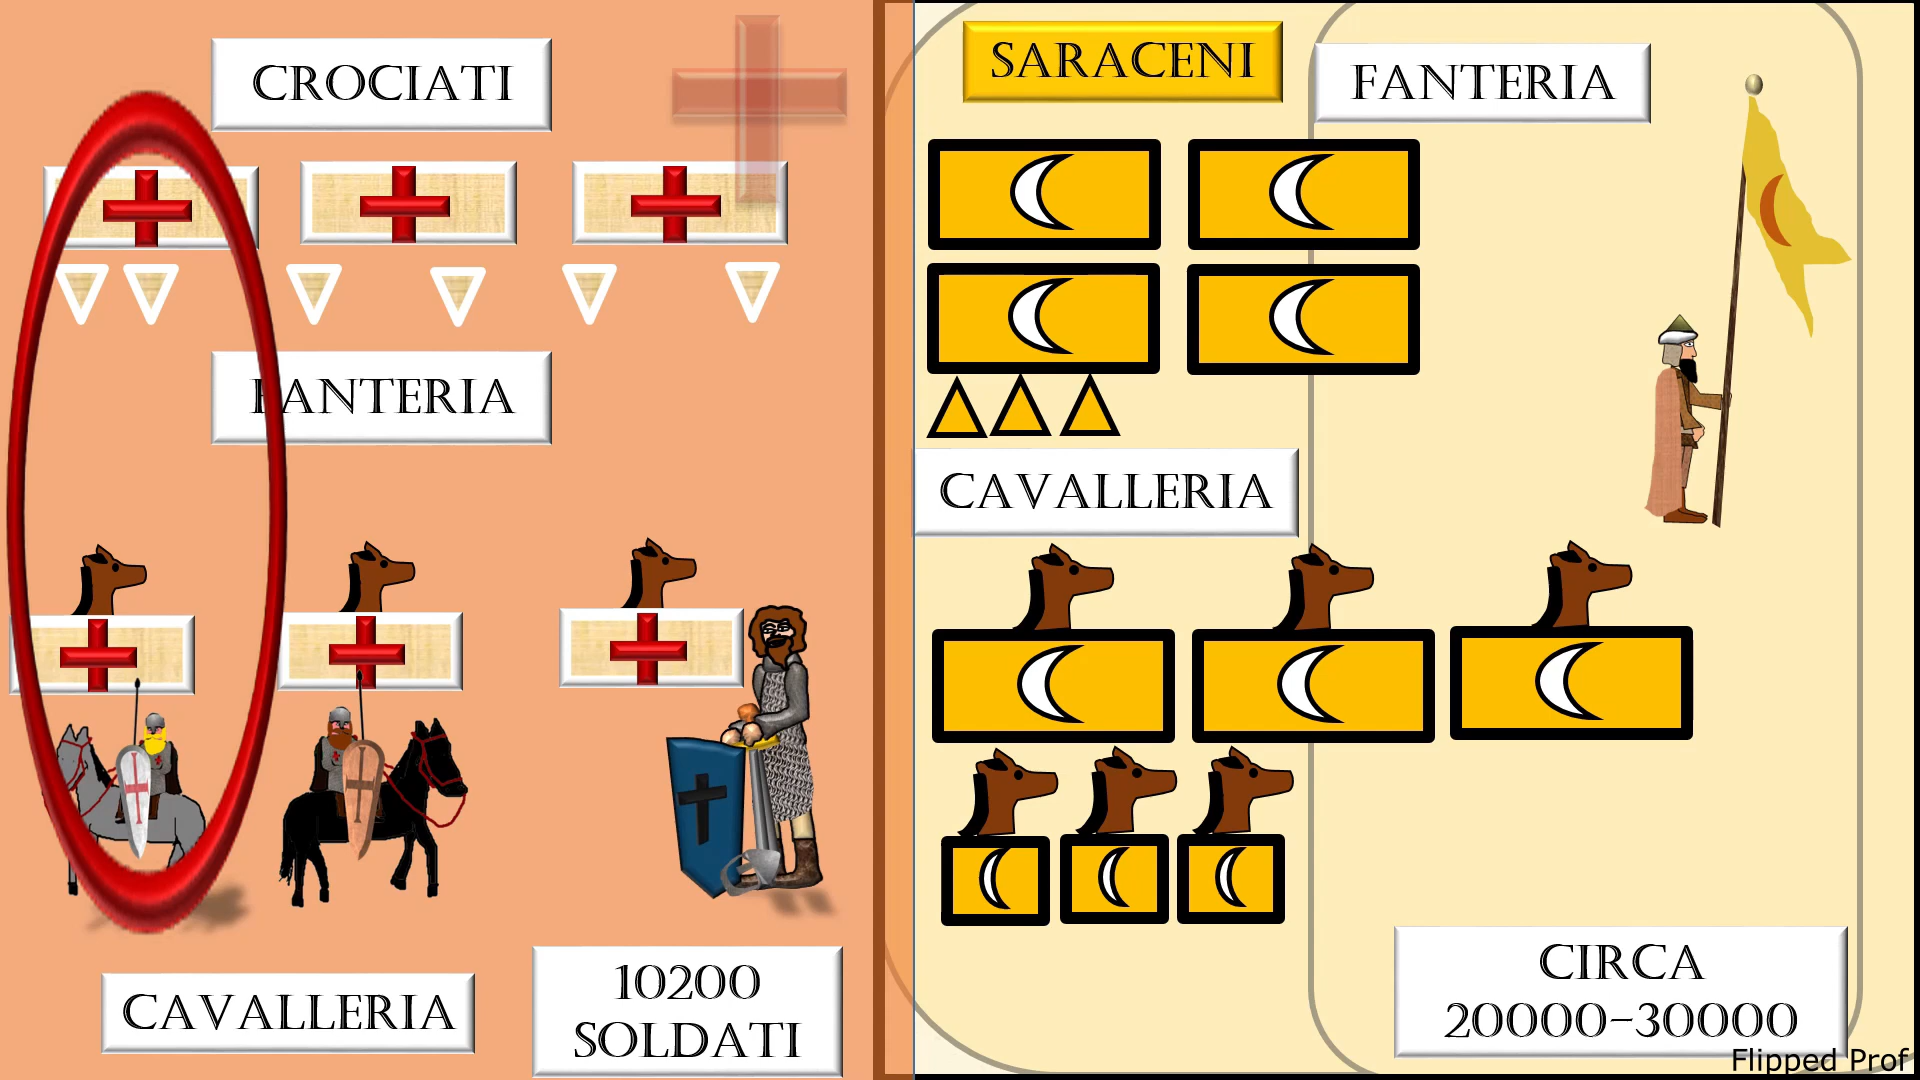 CROCIATI
FANTERIA
CAVALLERIA
10200
SOLDATI
SARACENI
FANTERIA
CAVALLERIA
CIRCA
20000-30000
Flipped Prof